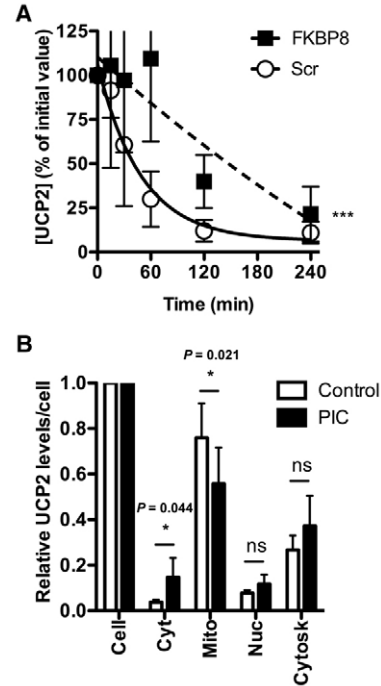 A
125
100
75
50
25
0
[UCP2] (% of initial value)
FKBP8
Scr
***
0 60 120 180 240
Time (min)
B
P = 0.021
*
Control
PIC
P = 0.044
*
ns
ns
1.0
0.8
0.6
0.4
0.2
0.0
Relative UCP2 levels/cell
Cell
Cyt
Mito
Nuc
Cytosk